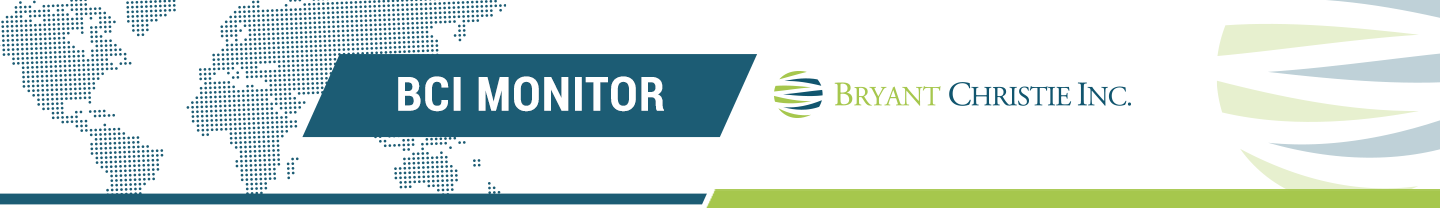 BCI MONITOR
BRYANT CHRISTIE INC.